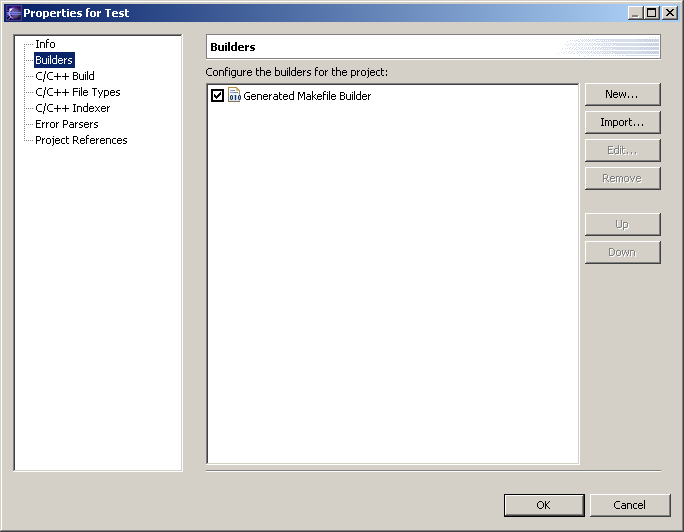 Properties for Test
Info
Builders
C/C++ Build
C/C++ File Types
C/C++ Indexer
Error Parsers
Project References
Builders
Configure the builders for the project:
010 Generated Makefile Builder
New...
Import...
Edit...
Remove
Up
Down
OK
Cancel